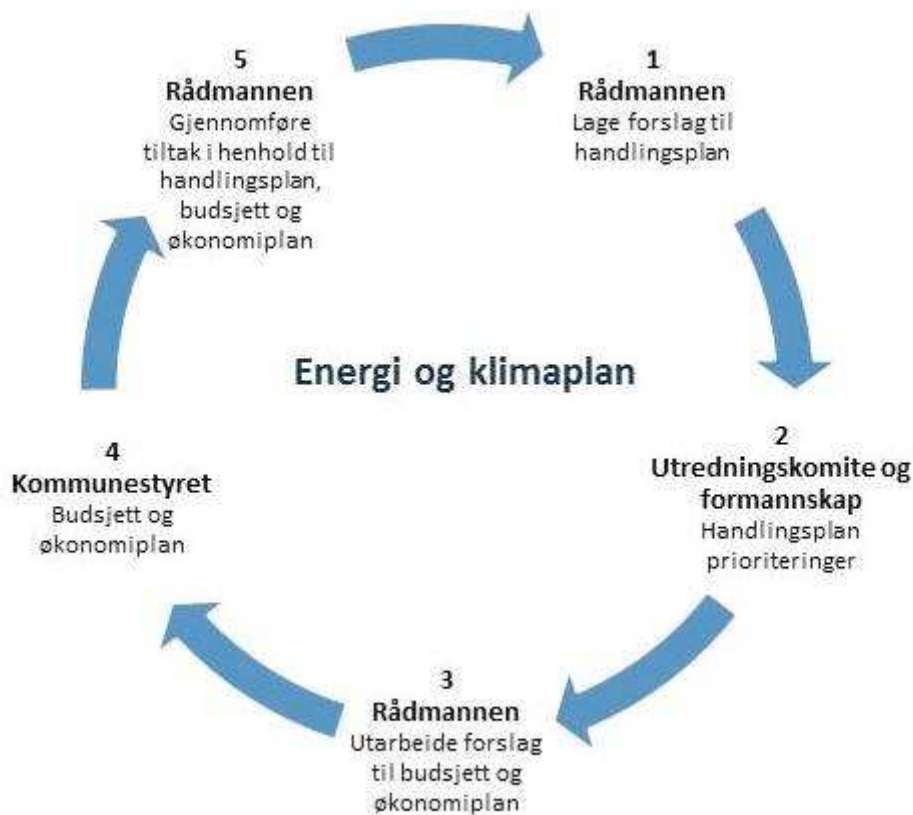 5
Rådmannen
Gjennomføre
tiltak i henhold til
handlingsplan,
budsjett og
økonomiplan
1
Rådmannen
Lage forslag til
handlingsplan
Energi og klimaplan
2
Utredningskomite og
formannskap
Handlingsplan
prioriteringer
3
Rådmannen
Utarbeide forslag
til budsjett og
økonomiplan
4
Kommunestyret
Budsjett og
økonomiplan